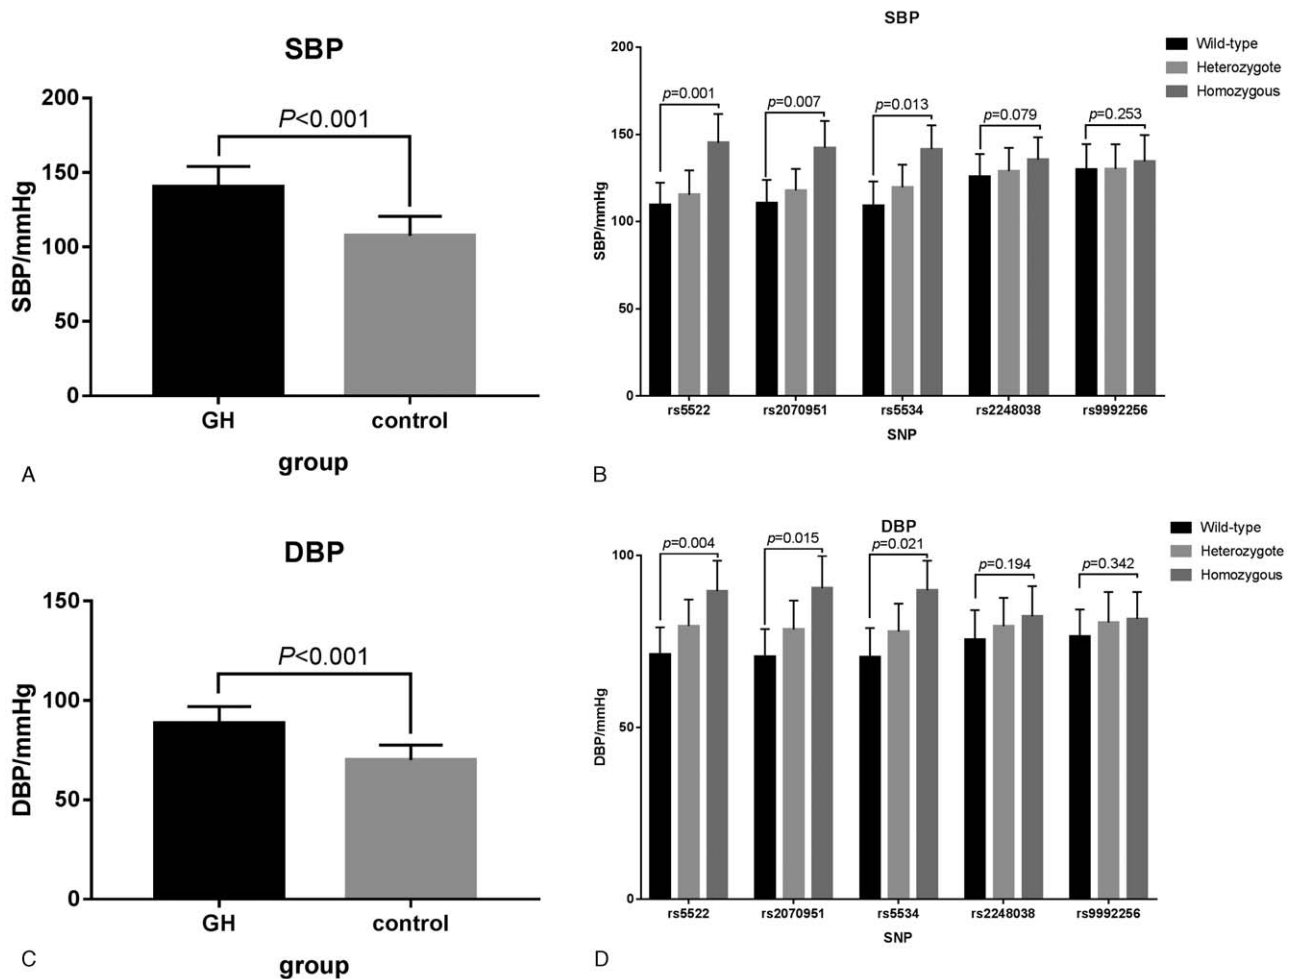 SBP
P<0.001
200
150
100
50
0
SBP/mmHg
GH control
group
A
SBP
Wild-type
Heterozygote
Homozygous
p=0.001 p=0.007 p=0.013 p=0.079 p=0.253
200
150
100
50
0
SBP/mmHg
rs5522 rs2070951 rs5534 rs2248038 rs9992256
SNP
B
DBP
P<0.001
150
100
50
0
DBP/mmHg
GH control
group
C
DBP
Wild-type
Heterozygote
Homozygous
p=0.004 p=0.015 p=0.021 p=0.194 p=0.342
100
50
0
DBP/mmHg
rs5522 rs2070951 rs5534 rs2248038 rs9992256
SNP
D